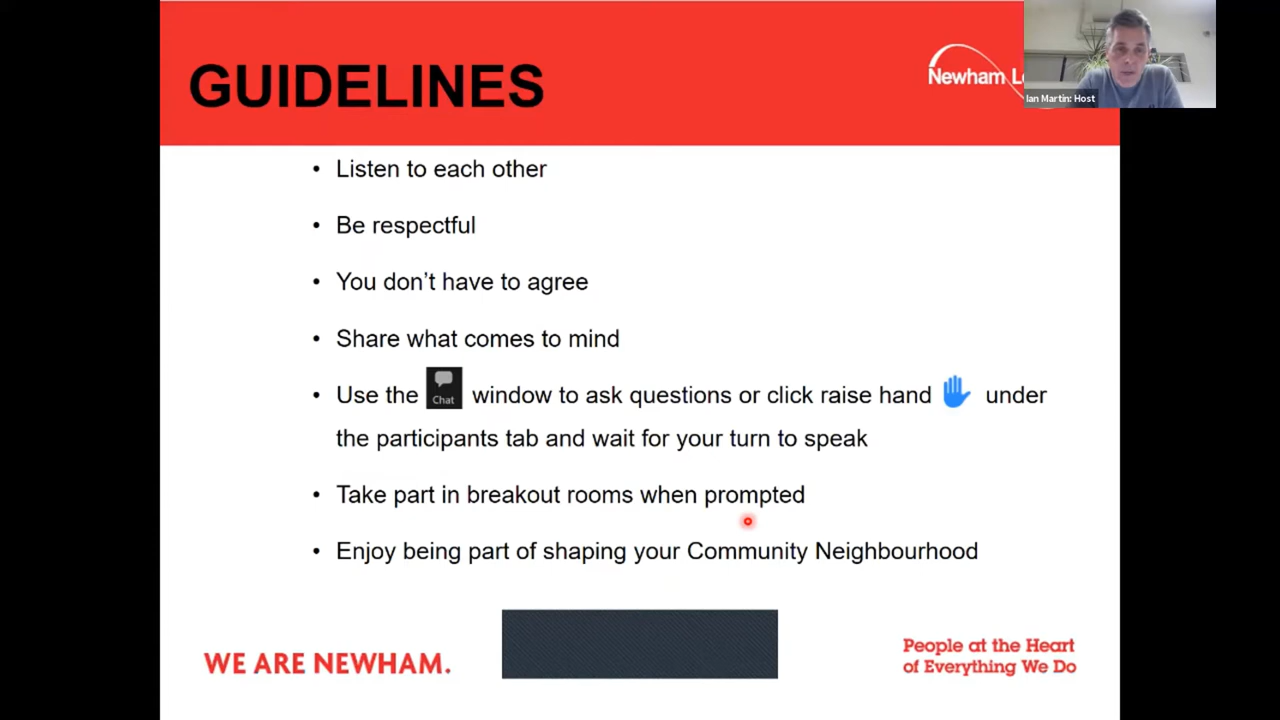 GUIDELINES
Newham
Ian Martin: Host
• Listen to each other
• Be respectful
• You don’t have to agree
• Share what comes to mind
• Use the Chat window to ask questions or click raise hand under
the participants tab and wait for your turn to speak
• Take part in breakout rooms when prompted
• Enjoy being part of shaping your Community Neighbourhood
WE ARE NEWHAM.
People at the Heart
of Everything We Do